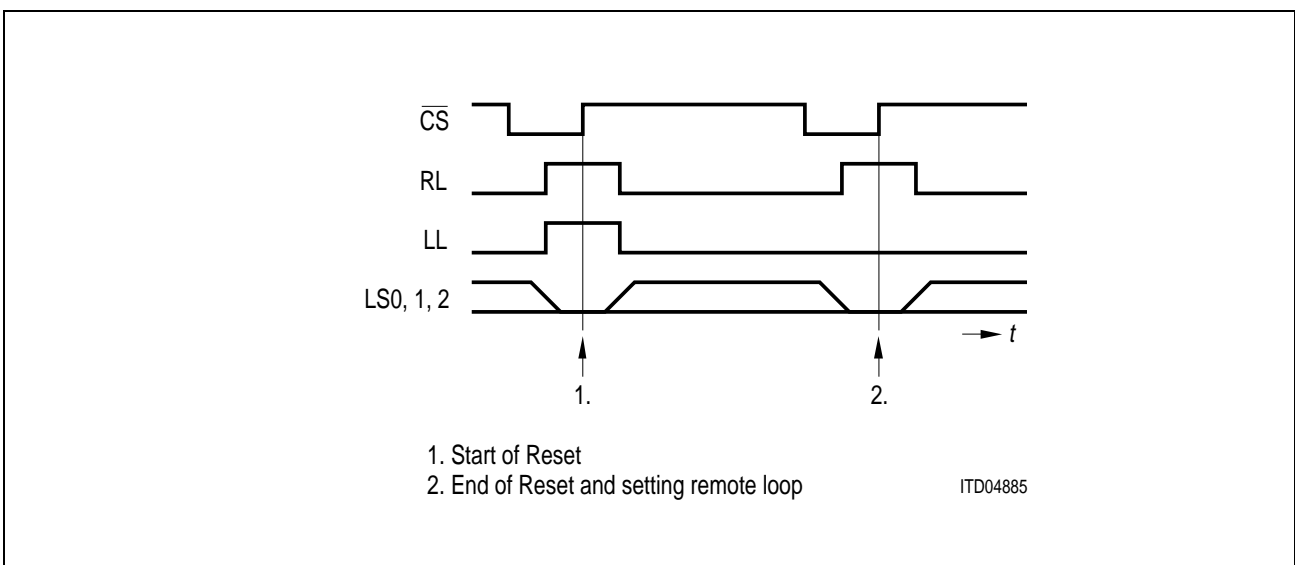 C̅S̅
RL
LL
LS0, 1, 2
t
1.
2.
1. Start of Reset
2. End of Reset and setting remote loop
ITD04885